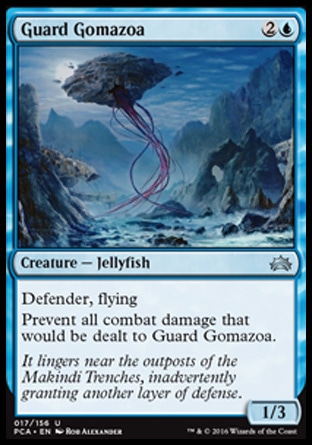 Guard Gomazoa 2
Creature — Jellyfish
Defender, flying
Prevent all combat damage that
would be dealt to Guard Gomazoa.
It lingers near the outposts of the
Makindi Trenches, inadvertently
granting another layer of defense.
1/3
017/156 U
PCA • EN Rob Alexander
™ & © 2016 Wizards of the Coast